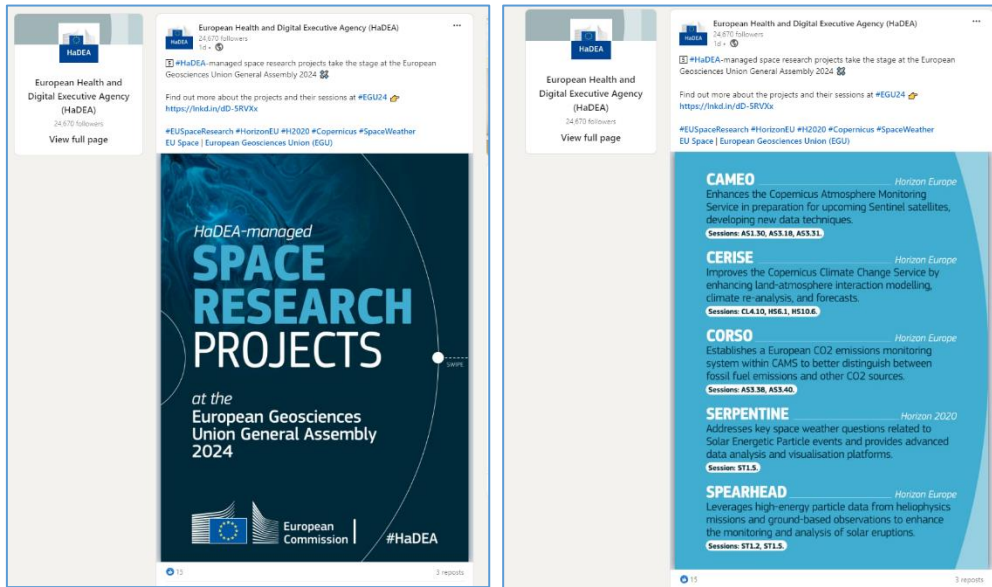 HaDEA
European Health and
Digital Executive Agency
(HaDEA)
24,670 followers
View full page
HaDEA
European Health and Digital Executive Agency (HaDEA)
24,670 followers
1d •
S #HaDEA-managed space research projects take the stage at the European
Geosciences Union General Assembly 2024
Find out more about the projects and their sessions at #EGU24
https://lnkd.in/dD-5RVXx
#EUSpaceResearch #HorizonEU #H2020 #Copernicus #SpaceWeather
EU Space | European Geosciences Union (EGU)
HaDEA-managed
SPACE
RESEARCH
PROJECTS
SWIPE
at the
European Geosciences
Union General Assembly
2024
European
Commission
#HaDEA
15
3 reposts
HaDEA
European Health and
Digital Executive Agency
(HaDEA)
24,670 followers
View full page
HaDEA
European Health and Digital Executive Agency (HaDEA)
24,670 followers
1d •
S #HaDEA-managed space research projects take the stage at the European
Geosciences Union General Assembly 2024
Find out more about the projects and their sessions at #EGU24
https://lnkd.in/dD-5RVXx
#EUSpaceResearch #HorizonEU #H2020 #Copernicus #SpaceWeather
EU Space | European Geosciences Union (EGU)
CAMEO Horizon Europe
Enhances the Copernicus Atmosphere Monitoring
Service in preparation for upcoming Sentinel satellites,
developing new data techniques.
Sessions: AS1.30, AS3.18, AS3.31.
CERISE Horizon Europe
Improves the Copernicus Climate Change Service by
enhancing land-atmosphere interaction modelling,
climate re-analysis, and forecasts.
Sessions: CL4.10, HS6.1, HS10.6.
CORSO Horizon Europe
Establishes a European CO2 emissions monitoring
system within CAMS to better distinguish between
fossil fuel emissions and other CO2 sources.
Sessions: AS3.38, AS3.40.
SERPENTINE Horizon 2020
Addresses key space weather questions related to
Solar Energetic Particle events and provides advanced
data analysis and visualisation platforms.
Session: ST1.5.
SPEARHEAD Horizon Europe
Leverages high-energy particle data from heliophysics
missions and ground-based observations to enhance
the monitoring and analysis of solar eruptions.
Sessions: ST1.2, ST1.5.
15
3 reposts